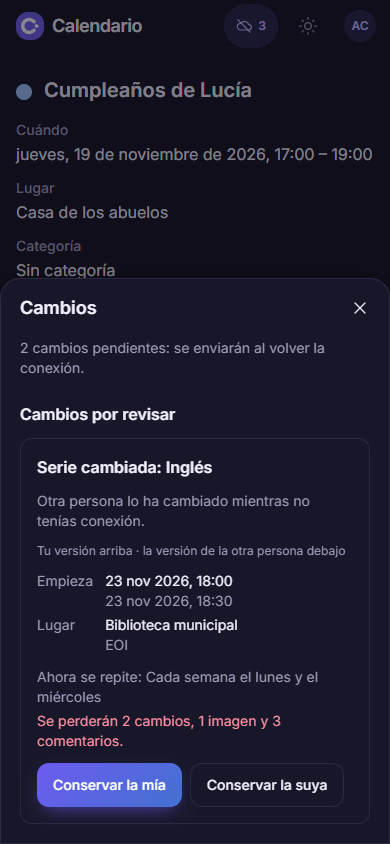 Calendario
3
AC
Cumpleaños de Lucía
Cuándo
jueves, 19 de noviembre de 2026, 17:00 – 19:00
Lugar
Casa de los abuelos
Categoría
Sin categoría
Cambios
2 cambios pendientes: se enviarán al volver la
conexión.
Cambios por revisar
Serie cambiada: Inglés
Otra persona lo ha cambiado mientras no
tenías conexión.
Tu versión arriba · la versión de la otra persona debajo
Empieza 23 nov 2026, 18:00
23 nov 2026, 18:30
Lugar Biblioteca municipal
EOI
Ahora se repite: Cada semana el lunes y el
miércoles
Se perderán 2 cambios, 1 imagen y 3
comentarios.
Conservar la mía
Conservar la suya